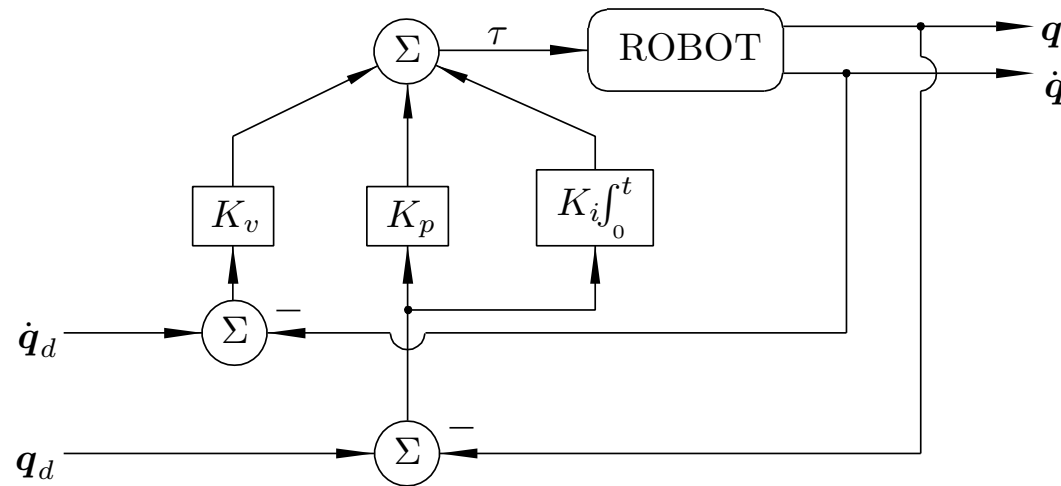 Σ τ ROBOT q
q̇
K_v K_p K_i∫_0^t
q̇_d Σ −
q_d Σ −